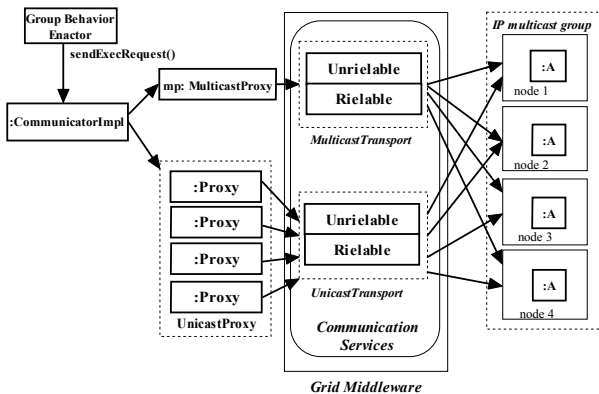 Group Behavior
Enactor
sendExecRequest()
:CommunicatorImpl
mp: MulticastProxy
:Proxy
:Proxy
:Proxy
:Proxy
UnicastProxy
Unrielable
Rielable
MulticastTransport
Unrielable
Rielable
UnicastTransport
Communication
Services
Grid Middleware
IP multicast group
:A
node 1
:A
node 2
:A
node 3
:A
node 4